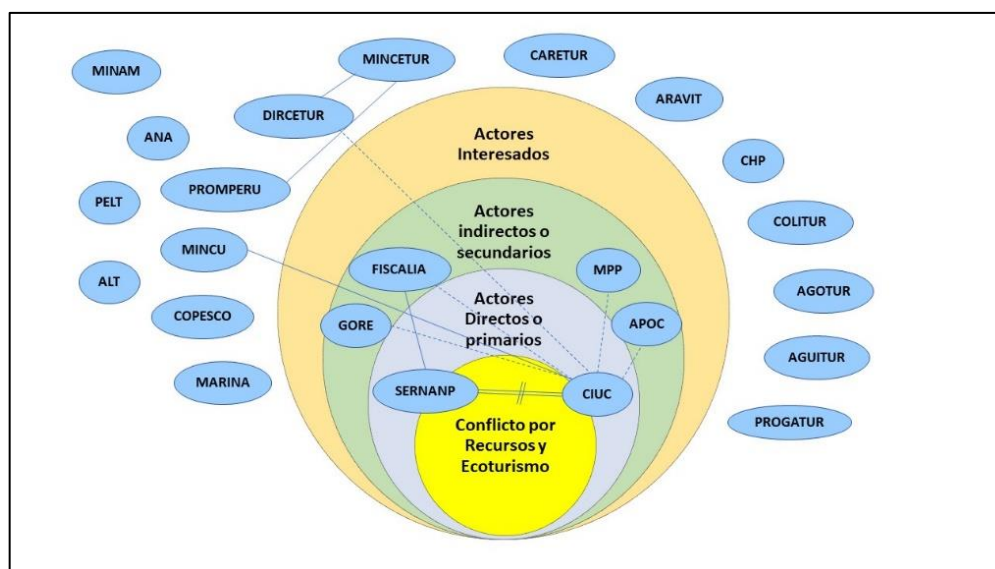 MINCETUR
CARETUR
MINAM
ARAVIT
DIRCETUR
ANA
Actores
Interesados
CHP
PROMPERU
PELT
COLITUR
Actores
indirectos o
secundarios
MINCU
FISCALIA
MPP
ALT
AGOTUR
Actores
Directos o
primarios
COPESCO
GORE
APOC
AGUITUR
MARINA
SERNANP
CIUC
PROGATUR
Conflicto por
Recursos y
Ecoturismo